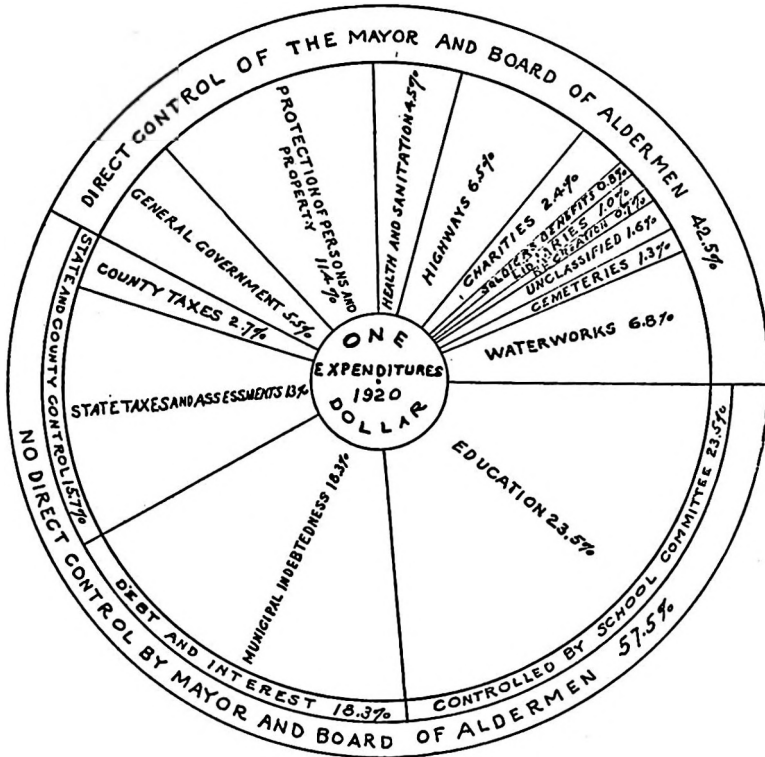 DIRECT CONTROL OF THE MAYOR AND BOARD OF ALDERMEN 42.5%
GENERAL GOVERNMENT 5.5%
PROTECTION OF PERSONS AND
PROPERTY
11.4%
HEALTH AND SANITATION 4.5%
HIGHWAYS 6.5%
CHARITIES 2.4%
SOLDIERS BENEFITS 0.8%
LIBRARIES 1.0%
RECREATION 0.7%
UNCLASSIFIED 1.6%
CEMETERIES 1.3%
WATERWORKS 6.8%
ONE
EXPENDITURES
1920
DOLLAR
EDUCATION 23.5%
CONTROLLED BY SCHOOL COMMITTEE 23.5%
MUNICIPAL INDEBTEDNESS 18.3%
DEBT AND INTEREST 18.3%
STATE TAXES AND ASSESSMENTS 13%
COUNTY TAXES 2.7%
STATE AND COUNTY CONTROL 15.7%
NO DIRECT CONTROL BY MAYOR AND BOARD OF ALDERMEN 57.5%